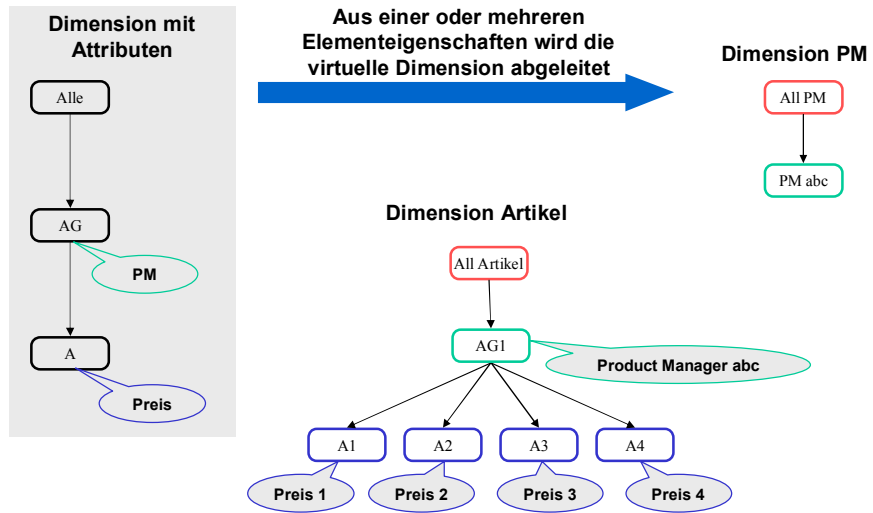 Dimension mit
Attributen
Alle
AG
PM
A
Preis
Aus einer oder mehreren
Elementeigenschaften wird die
virtuelle Dimension abgeleitet
Dimension PM
All PM
PM abc
Dimension Artikel
All Artikel
AG1
Product Manager abc
A1
A2
A3
A4
Preis 1
Preis 2
Preis 3
Preis 4